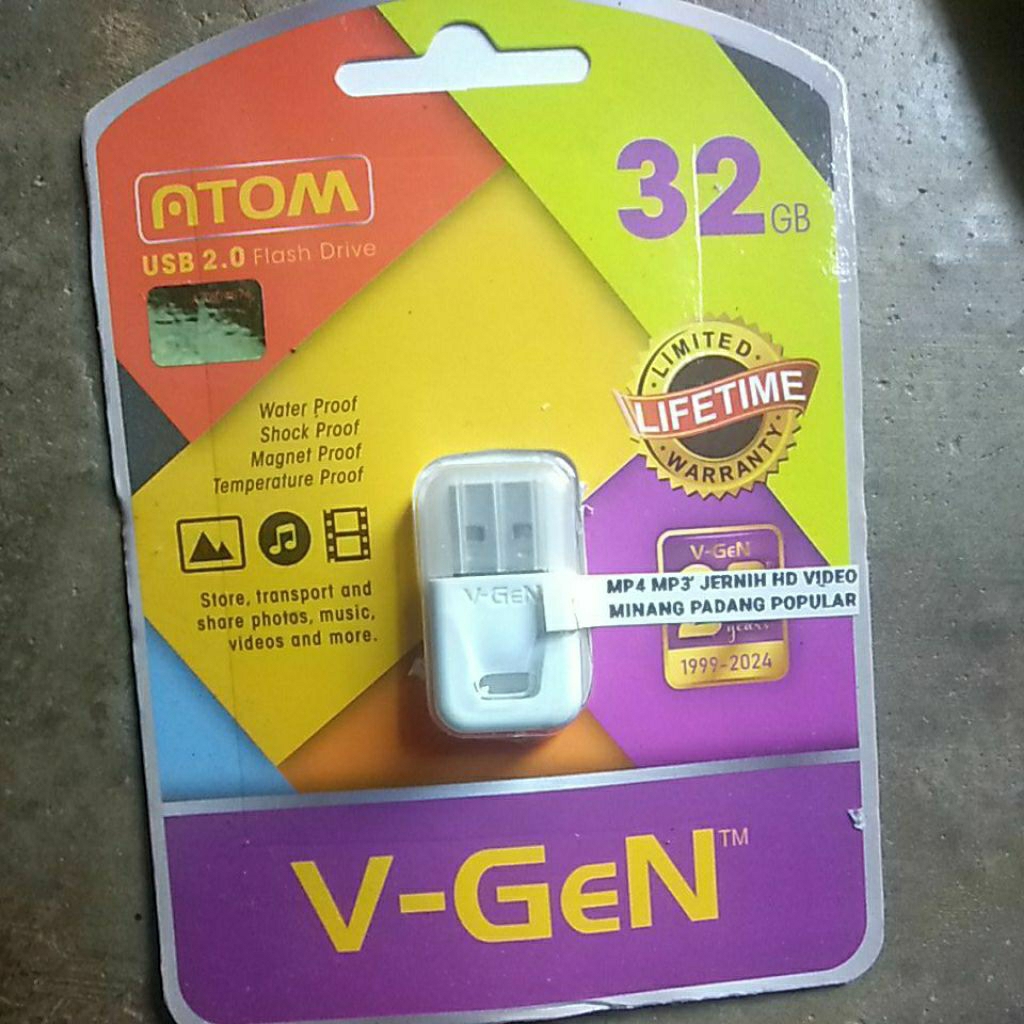 ATOM
USB 2.0 Flash Drive
32 GB
LIMITED
LIFETIME
WARRANTY
Water Proof
Shock Proof
Magnet Proof
Temperature Proof
Store, transport and
share photos, music,
videos and more.
V-GeN
V-GeN
MP4 MP3' JERNIH HD VIDEO
MINANG PADANG POPULAR
years
1999-2024
V-GeN™